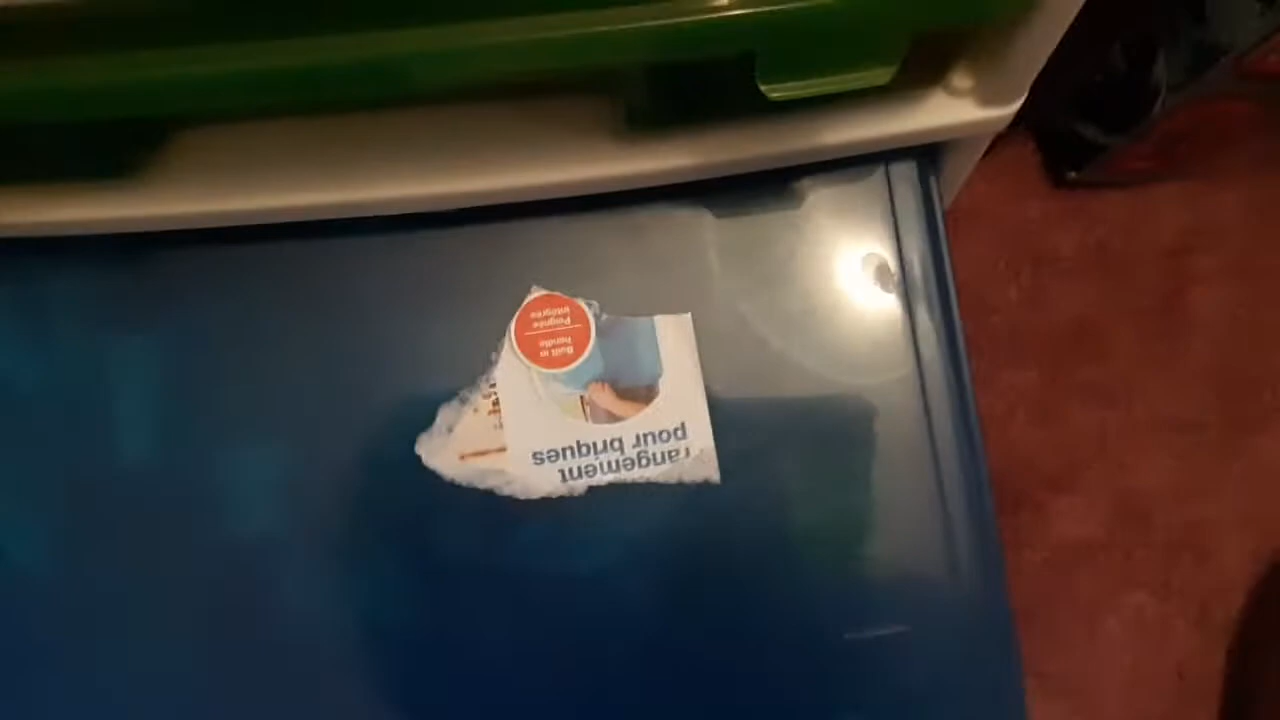 rangement
pour briques
Built in
handle
Poignée
intégrée